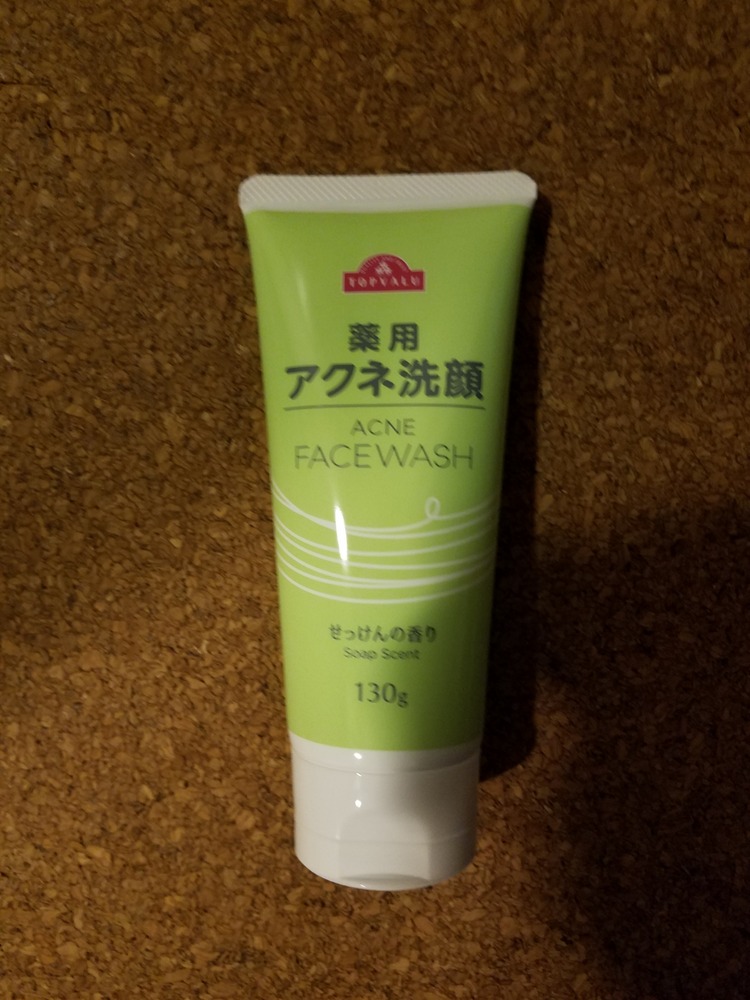 TOPVALU
薬用
アクネ洗顔
ACNE
FACE WASH
せっけんの香り
Soap Scent
130g